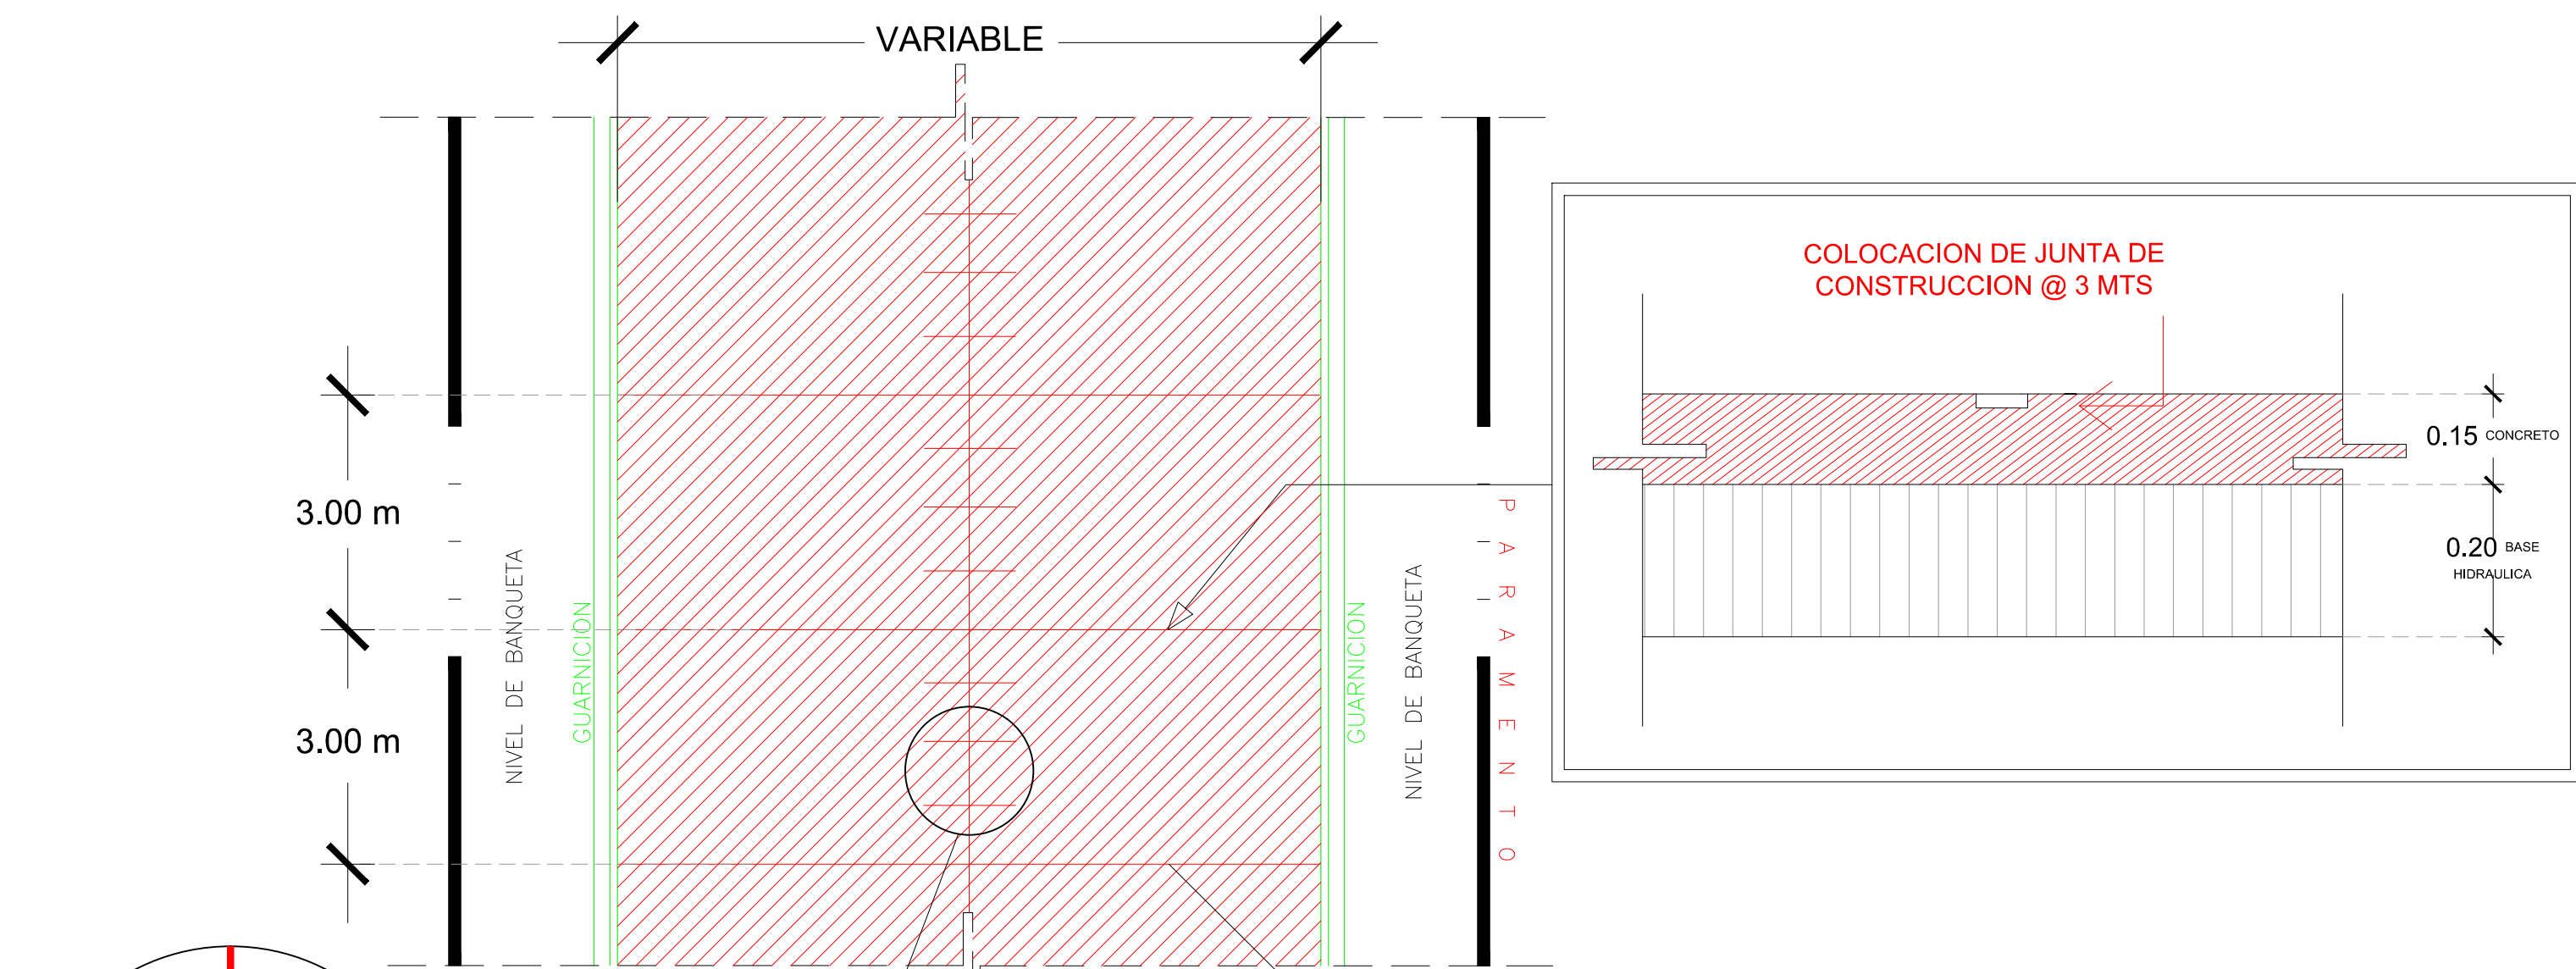 VARIABLE
COLOCACION DE JUNTA DE
CONSTRUCCION @ 3 MTS
0.15 CONCRETO
0.20 BASE
HIDRAULICA
3.00 m
3.00 m
NIVEL DE BANQUETA
GUARNICION
GUARNICION
NIVEL DE BANQUETA
PARAMENTO